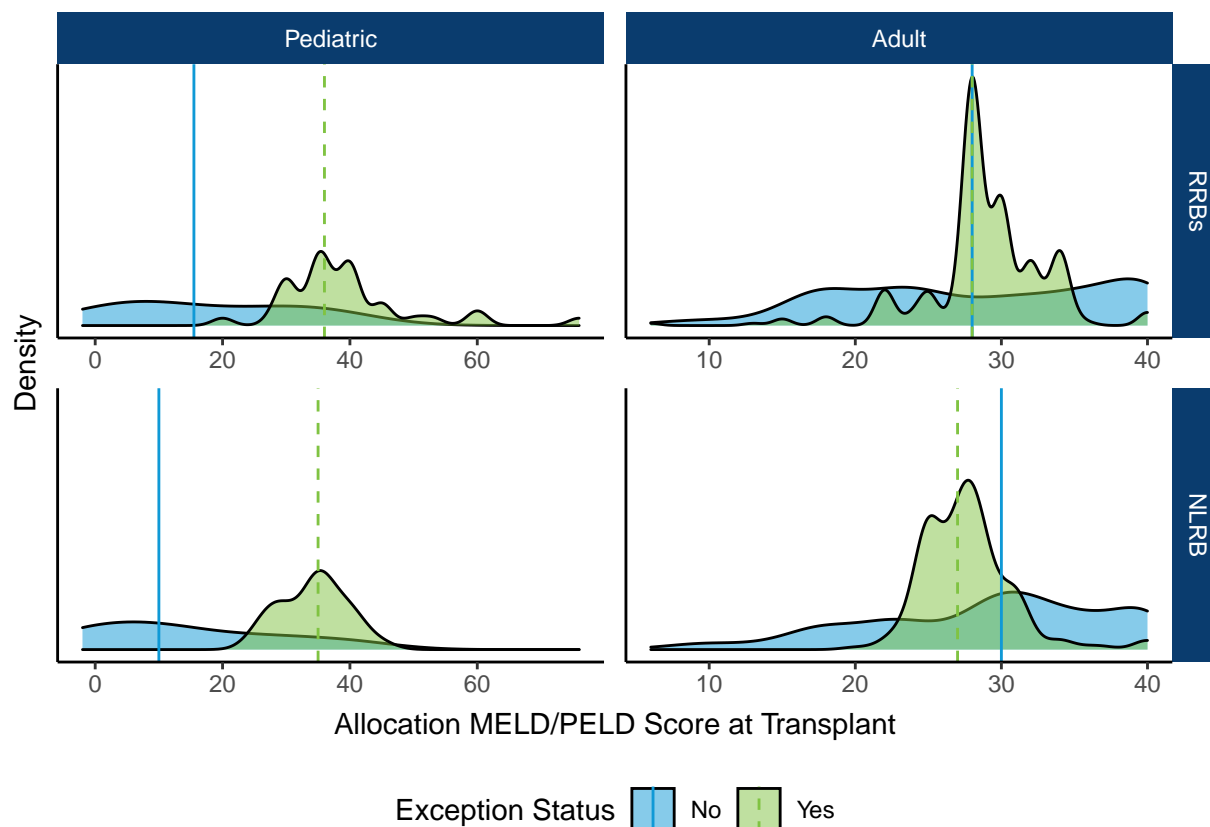 Pediatric
Adult
RRBs
0 20 40 60
10 20 30 40
Density
NLRB
0 20 40 60
10 20 30 40
Allocation MELD/PELD Score at Transplant
Exception Status No Yes